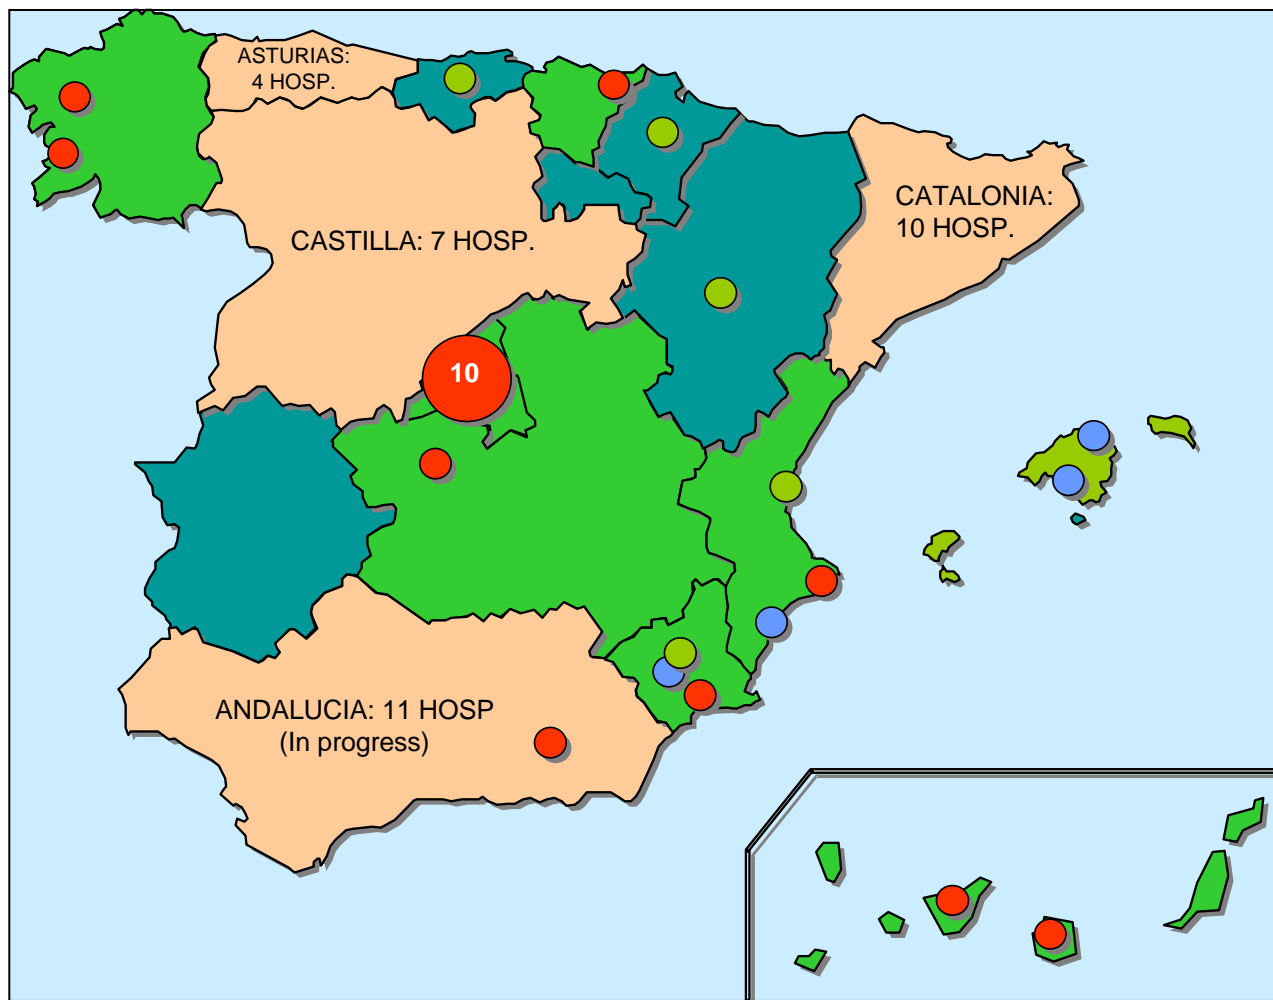 ASTURIAS:
4 HOSP.
CATALONIA:
10 HOSP.
CASTILLA: 7 HOSP.
10
ANDALUCIA: 11 HOSP
(In progress)